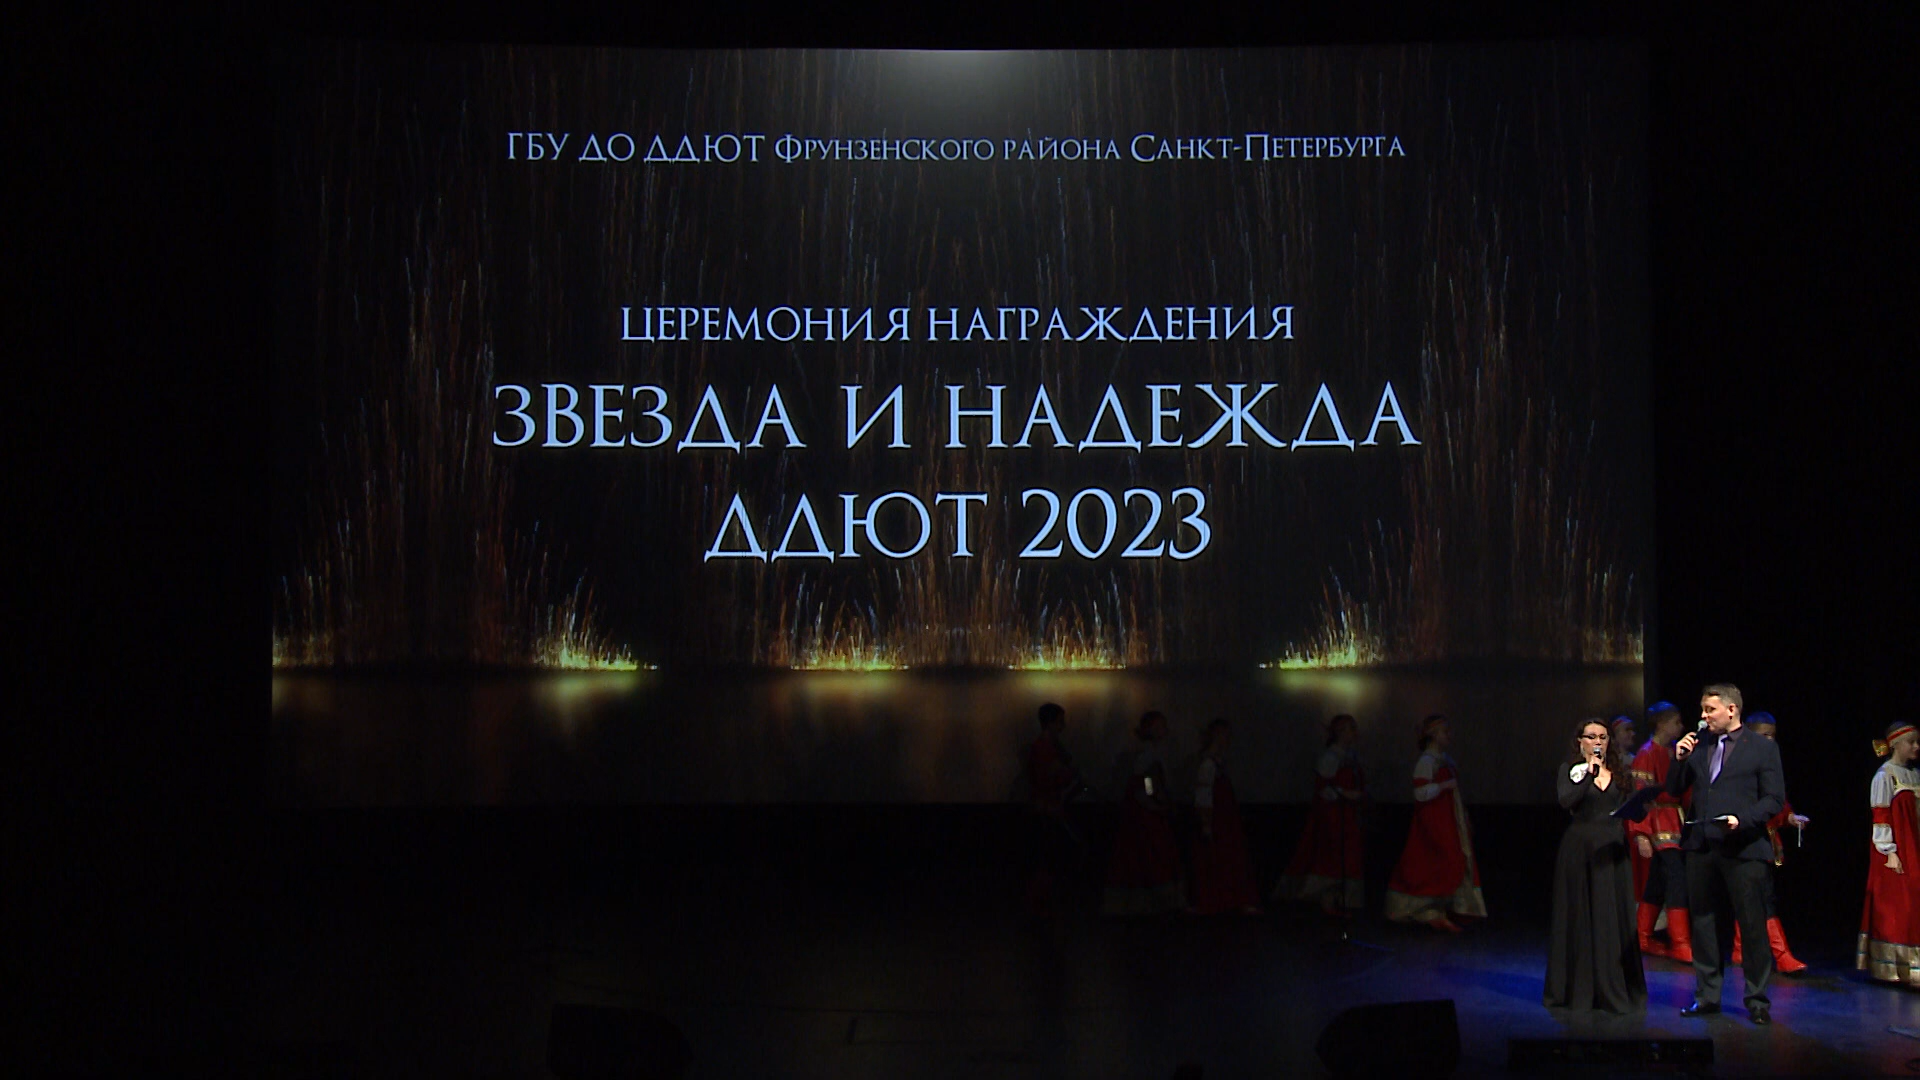 ГБУ ДО ДДЮТ Фрунзенского района Санкт-Петербурга
ЦЕРЕМОНИЯ НАГРАЖДЕНИЯ
ЗВЕЗДА И НАДЕЖДА
ДДЮТ 2023